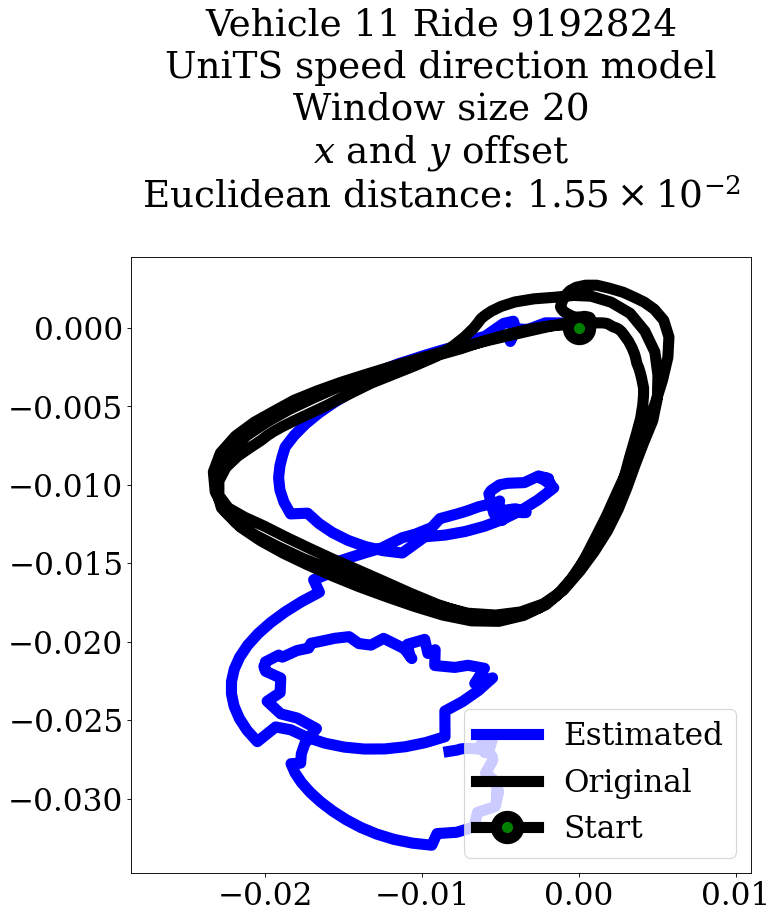 Vehicle 11 Ride 9192824
UniTS speed direction model
Window size 20
x and y offset
Euclidean distance: 1.55 × 10⁻²
0.000
−0.005
−0.010
−0.015
−0.020
−0.025
−0.030
Estimated
Original
Start
−0.02
−0.01
0.00
0.01